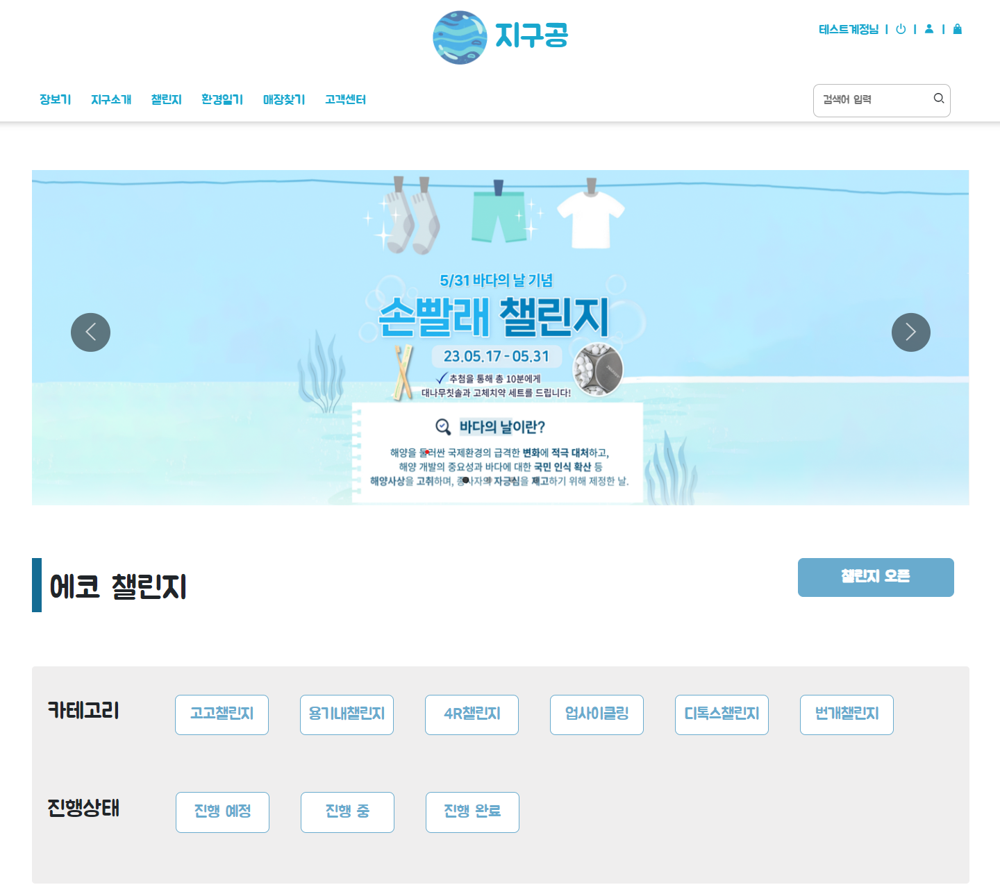 지구공
테스트계정님 | | |
장보기 지구소개 챌린지 환경일기 매장찾기 고객센터
검색어 입력
5/31 바다의 날 기념
손빨래 챌린지
23.05.17 - 05.31
추첨을 통해 총 10분에게
대나무칫솔과 고체치약 세트를 드립니다!
바다의 날이란?
해양을 둘러싼 국제환경의 급격한 변화에 적극 대처하고,
해양 개발의 중요성과 바다에 대한 국민 인식 확산 등
해양사상을 고취하며, 종사자의 자긍심을 제고하기 위해 제정한 날.
에코 챌린지
챌린지 오픈
카테고리
고고챌린지 용기내챌린지 4R챌린지 업사이클링 디톡스챌린지 번개챌린지
진행상태
진행 예정 진행 중 진행 완료